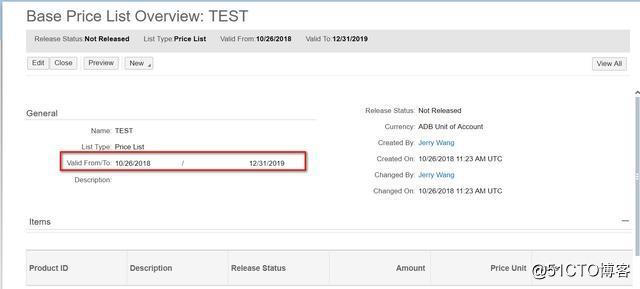 Base Price List Overview: TEST
Release Status:Not Released List Type:Price List Valid From:10/26/2018 Valid To:12/31/2019
Edit Close Preview New View All
General
Name: TEST
List Type: Price List
Valid From/To: 10/26/2018 / 12/31/2019
Description:
Release Status: Not Released
Currency: ADB Unit of Account
Created By: Jerry Wang
Created On: 10/26/2018 11:23 AM UTC
Changed By: Jerry Wang
Changed On: 10/26/2018 11:23 AM UTC
Items
Product ID Description Release Status Amount Price Unit
@51CTO博客